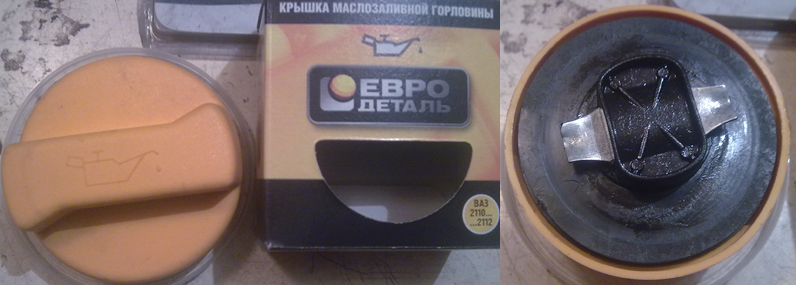 КРЫШКА МАСЛОЗАЛИВНОЙ ГОРЛОВИНЫ
ЕВРО
ДЕТАЛЬ
ВАЗ
2110...
...2112